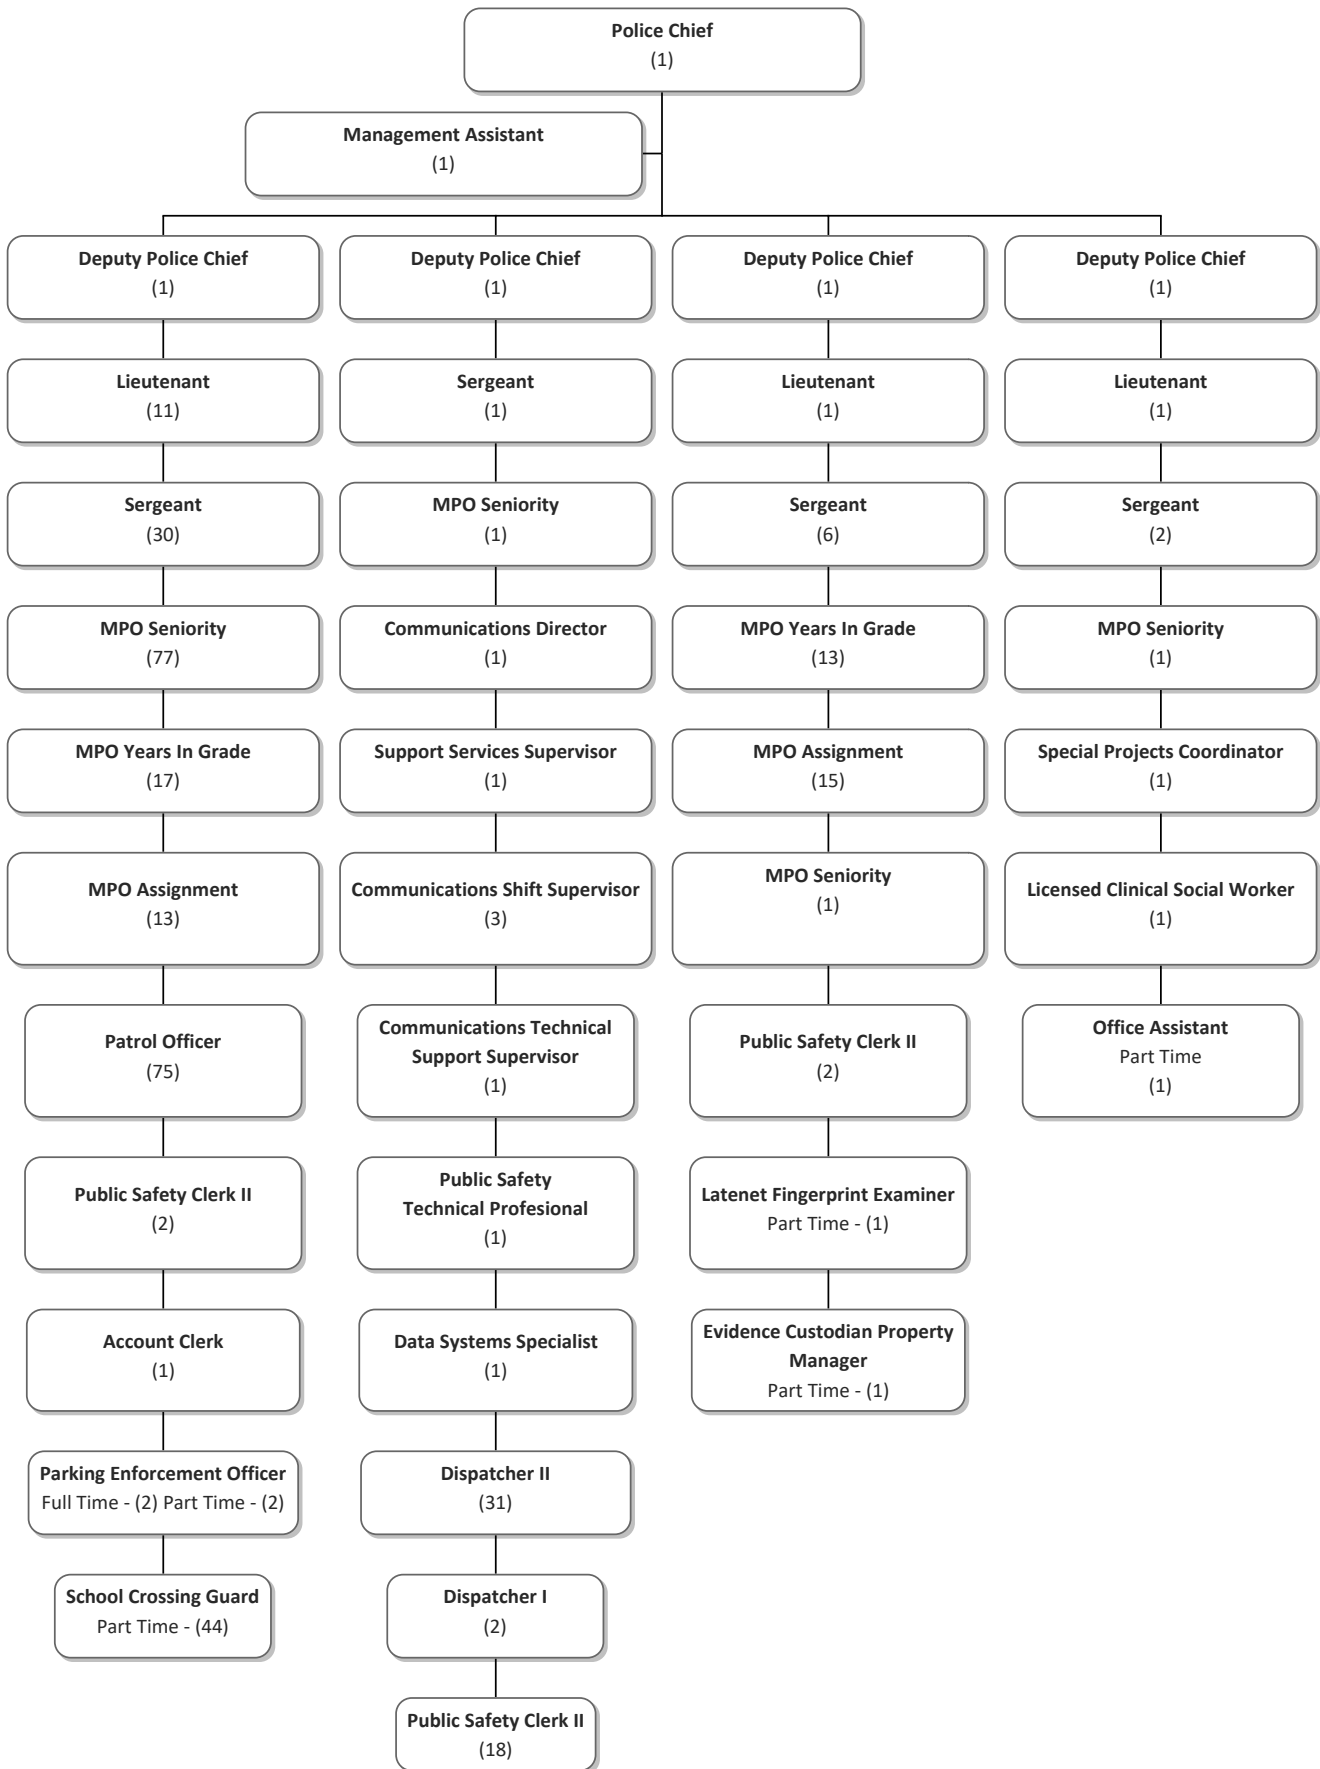 Police Chief
(1)
Management Assistant
(1)
Deputy Police Chief
(1)
Lieutenant
(11)
Sergeant
(30)
MPO Seniority
(77)
MPO Years In Grade
(17)
MPO Assignment
(13)
Patrol Officer
(75)
Public Safety Clerk II
(2)
Account Clerk
(1)
Parking Enforcement Officer
Full Time - (2) Part Time - (2)
School Crossing Guard
Part Time - (44)
Deputy Police Chief
(1)
Sergeant
(1)
MPO Seniority
(1)
Communications Director
(1)
Support Services Supervisor
(1)
Communications Shift Supervisor
(3)
Communications Technical
Support Supervisor
(1)
Public Safety
Technical Profesional
(1)
Data Systems Specialist
(1)
Dispatcher II
(31)
Dispatcher I
(2)
Public Safety Clerk II
(18)
Deputy Police Chief
(1)
Lieutenant
(1)
Sergeant
(6)
MPO Years In Grade
(13)
MPO Assignment
(15)
MPO Seniority
(1)
Public Safety Clerk II
(2)
Latenet Fingerprint Examiner
Part Time - (1)
Evidence Custodian Property
Manager
Part Time - (1)
Deputy Police Chief
(1)
Lieutenant
(1)
Sergeant
(2)
MPO Seniority
(1)
Special Projects Coordinator
(1)
Licensed Clinical Social Worker
(1)
Office Assistant
Part Time
(1)